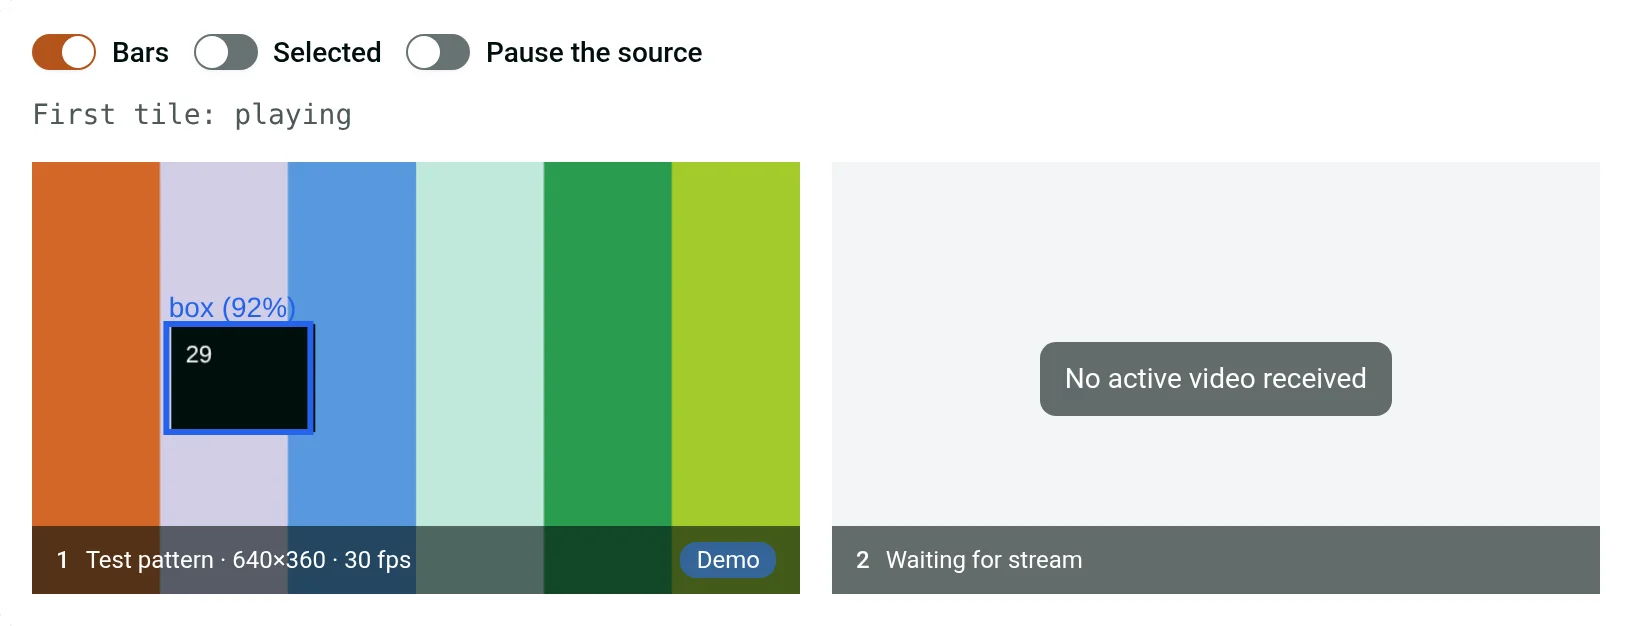 Bars Selected Pause the source
First tile: playing
box (92%)
29
No active video received
1 Test pattern · 640×360 · 30 fps Demo
2 Waiting for stream